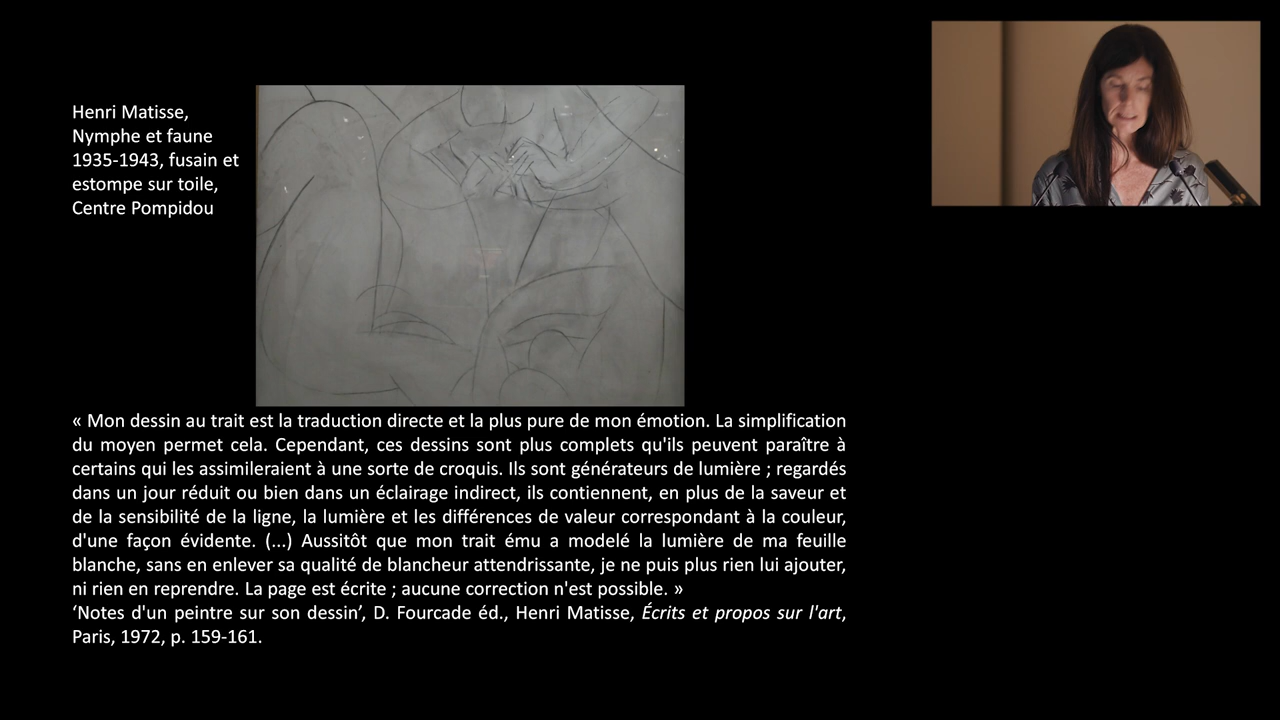 Henri Matisse,
Nymphe et faune
1935-1943, fusain et
estompe sur toile,
Centre Pompidou
« Mon dessin au trait est la traduction directe et la plus pure de mon émotion. La simplification
du moyen permet cela. Cependant, ces dessins sont plus complets qu'ils peuvent paraître à
certains qui les assimileraient à une sorte de croquis. Ils sont générateurs de lumière ; regardés
dans un jour réduit ou bien dans un éclairage indirect, ils contiennent, en plus de la saveur et
de la sensibilité de la ligne, la lumière et les différences de valeur correspondant à la couleur,
d'une façon évidente. (...) Aussitôt que mon trait ému a modelé la lumière de ma feuille
blanche, sans en enlever sa qualité de blancheur attendrissante, je ne puis plus rien lui ajouter,
ni rien en reprendre. La page est écrite ; aucune correction n'est possible. »
‘Notes d'un peintre sur son dessin’, D. Fourcade éd., Henri Matisse, Écrits et propos sur l'art,
Paris, 1972, p. 159-161.